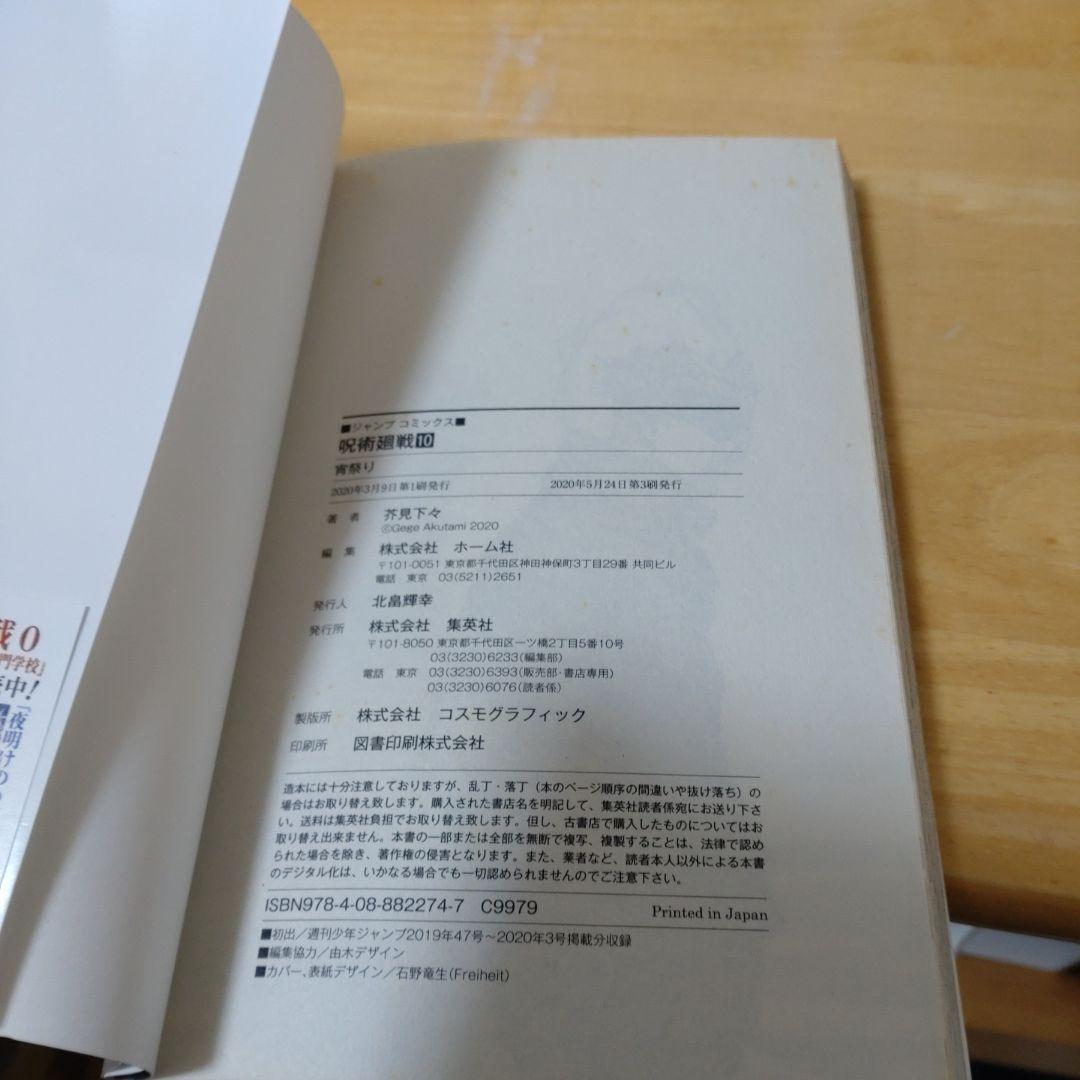 ■ジャンプ コミックス■
呪術廻戦10
宵祭り
2020年3月9日第1刷発行 2020年5月24日第3刷発行
著 者 芥見下々
©Gege Akutami 2020
編 集 株式会社 ホーム社
〒101-0051 東京都千代田区神田神保町3丁目29番 共同ビル
電話 東京 03(5211)2651
発行人 北畠輝幸
発行所 株式会社 集英社
〒101-8050 東京都千代田区一ツ橋2丁目5番10号
03(3230)6233(編集部)
電話 東京 03(3230)6393(販売部・書店専用)
03(3230)6076(読者係)
製版所 株式会社 コスモグラフィック
印刷所 図書印刷株式会社
造本には十分注意しておりますが、乱丁・落丁(本のページ順序の間違いや抜け落ち)の
場合はお取り替え致します。購入された書店名を明記して、集英社読者係宛にお送り下さ
い。送料は集英社負担でお取り替え致します。但し、古書店で購入したものについてはお
取り替え出来ません。本書の一部または全部を無断で複写、複製することは、法律で認め
られた場合を除き、著作権の侵害となります。また、業者など、読者本人以外による本書
のデジタル化は、いかなる場合でも一切認められませんのでご注意下さい。
ISBN978-4-08-882274-7 C9979 Printed in Japan
■初出/週刊少年ジャンプ2019年47号~2020年3号掲載分収録
■編集協力/由木デザイン
■カバー、表紙デザイン/石野竜生(Freiheit)
戦0
門学校』
中!
「夜明けの